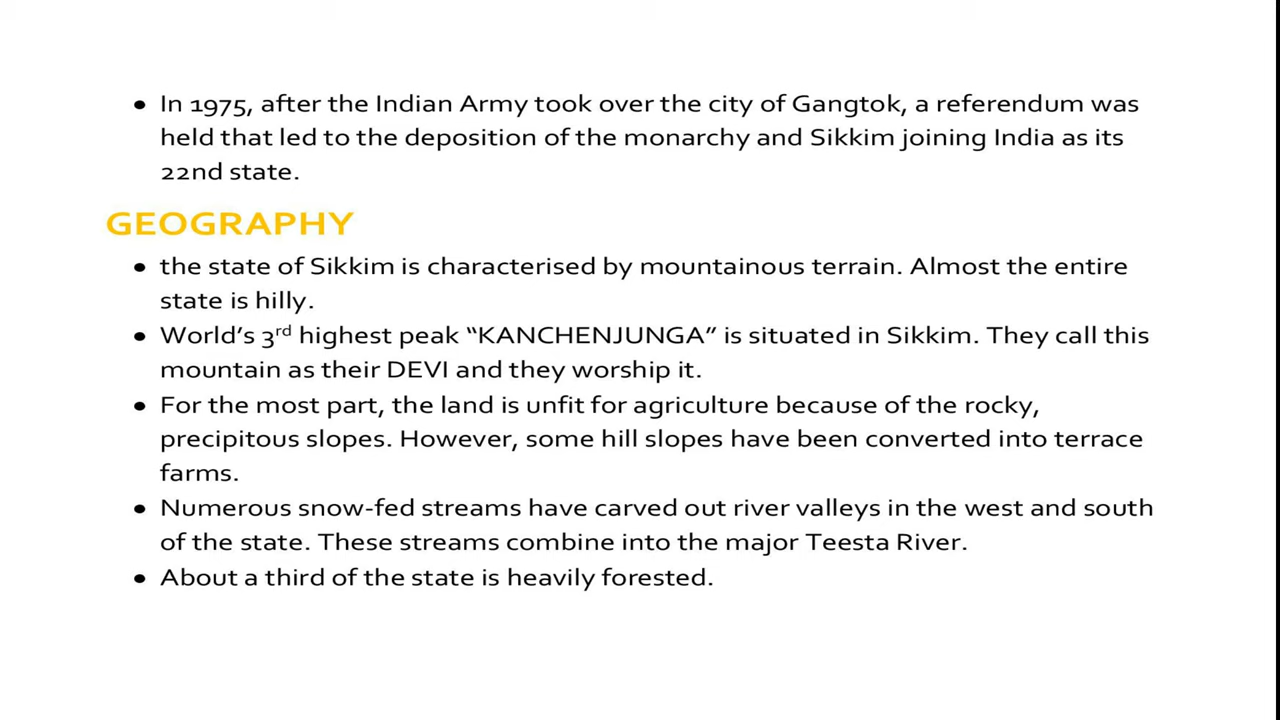 • In 1975, after the Indian Army took over the city of Gangtok, a referendum was
held that led to the deposition of the monarchy and Sikkim joining India as its
22nd state.
GEOGRAPHY
• the state of Sikkim is characterised by mountainous terrain. Almost the entire
state is hilly.
• World’s 3rd highest peak “KANCHENJUNGA” is situated in Sikkim. They call this
mountain as their DEVI and they worship it.
• For the most part, the land is unfit for agriculture because of the rocky,
precipitous slopes. However, some hill slopes have been converted into terrace
farms.
• Numerous snow-fed streams have carved out river valleys in the west and south
of the state. These streams combine into the major Teesta River.
• About a third of the state is heavily forested.